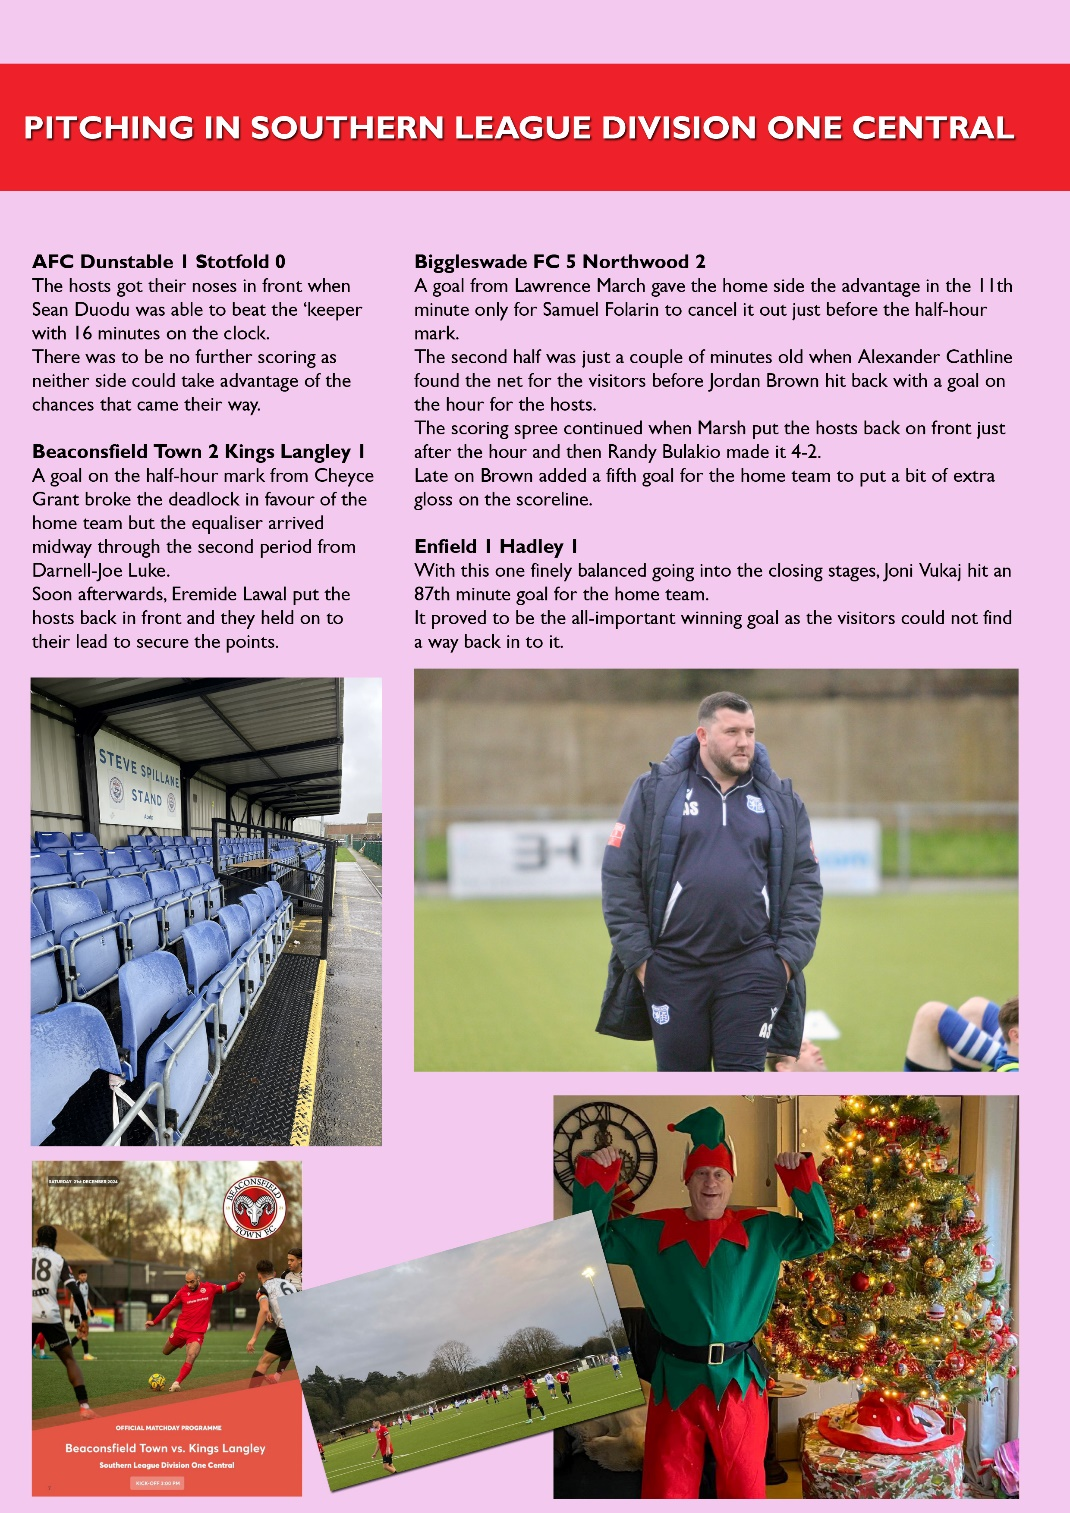 PITCHING IN SOUTHERN LEAGUE DIVISION ONE CENTRAL
AFC Dunstable 1 Stotfold 0
The hosts got their noses in front when
Sean Duodu was able to beat the ‘keeper
with 16 minutes on the clock.
There was to be no further scoring as
neither side could take advantage of the
chances that came their way.
Beaconsfield Town 2 Kings Langley 1
A goal on the half-hour mark from Cheyce
Grant broke the deadlock in favour of the
home team but the equaliser arrived
midway through the second period from
Darnell-Joe Luke.
Soon afterwards, Eremide Lawal put the
hosts back in front and they held on to
their lead to secure the points.
Biggleswade FC 5 Northwood 2
A goal from Lawrence March gave the home side the advantage in the 11th
minute only for Samuel Folarin to cancel it out just before the half-hour
mark.
The second half was just a couple of minutes old when Alexander Cathline
found the net for the visitors before Jordan Brown hit back with a goal on
the hour for the hosts.
The scoring spree continued when Marsh put the hosts back on front just
after the hour and then Randy Bulakio made it 4-2.
Late on Brown added a fifth goal for the home team to put a bit of extra
gloss on the scoreline.
Enfield 1 Hadley 1
With this one finely balanced going into the closing stages, Joni Vukaj hit an
87th minute goal for the home team.
It proved to be the all-important winning goal as the visitors could not find
a way back in to it.
STEVE SPILLANE
STAND
AS
AS
SATURDAY 21st DECEMBER 2024
BEACONSFIELD
TOWN FC
18
6
OFFICIAL MATCHDAY PROGRAMME
Beaconsfield Town vs. Kings Langley
Southern League Division One Central
KICK-OFF 3:00 PM